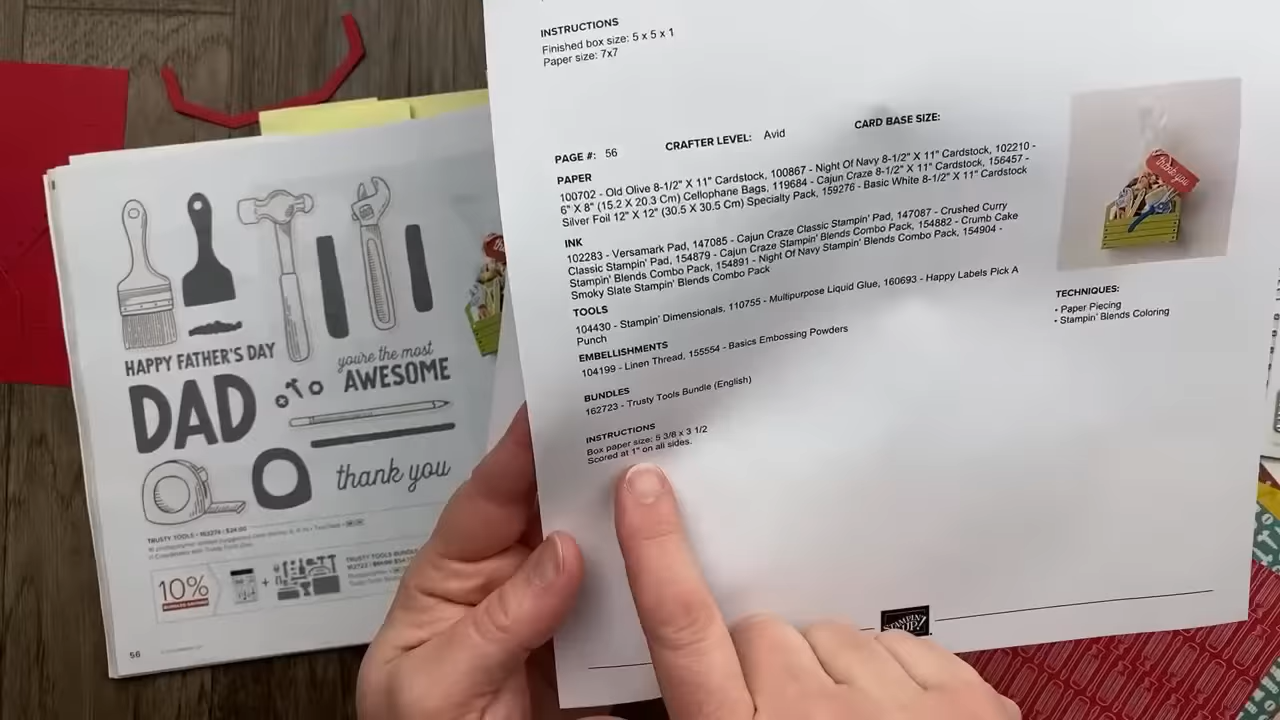 INSTRUCTIONS
Finished box size: 5 x 5 x 1
Paper size: 7x7
PAGE #: 56
CRAFTER LEVEL: Avid
CARD BASE SIZE:
PAPER
100702 - Old Olive 8-1/2" X 11" Cardstock, 100867 - Night Of Navy 8-1/2" X 11" Cardstock, 102210 -
6" X 8" (15.2 X 20.3 Cm) Cellophane Bags, 119684 - Cajun Craze 8-1/2" X 11" Cardstock, 156457 -
Silver Foil 12" X 12" (30.5 X 30.5 Cm) Specialty Pack, 159276 - Basic White 8-1/2" X 11" Cardstock
INK
102283 - Versamark Pad, 147085 - Cajun Craze Classic Stampin' Pad, 147087 - Crushed Curry
Classic Stampin' Pad, 154879 - Cajun Craze Stampin' Blends Combo Pack, 154882 - Crumb Cake
Stampin' Blends Combo Pack, 154891 - Night Of Navy Stampin' Blends Combo Pack, 154904 -
Smoky Slate Stampin' Blends Combo Pack
TOOLS
104430 - Stampin' Dimensionals, 110755 - Multipurpose Liquid Glue, 160693 - Happy Labels Pick A
Punch
EMBELLISHMENTS
104199 - Linen Thread, 155554 - Basics Embossing Powders
BUNDLES
162723 - Trusty Tools Bundle (English)
INSTRUCTIONS
Box paper size: 5 3/8 x 3 1/2
Scored at 1" on all sides.
thank you
TECHNIQUES:
• Paper Piecing
• Stampin' Blends Coloring
STAMPIN' UP!
HAPPY FATHER'S DAY
DAD
you're the most
AWESOME
thank you
TRUSTY TOOLS
10%
TRUSTY TOOLS BUNDLE
56